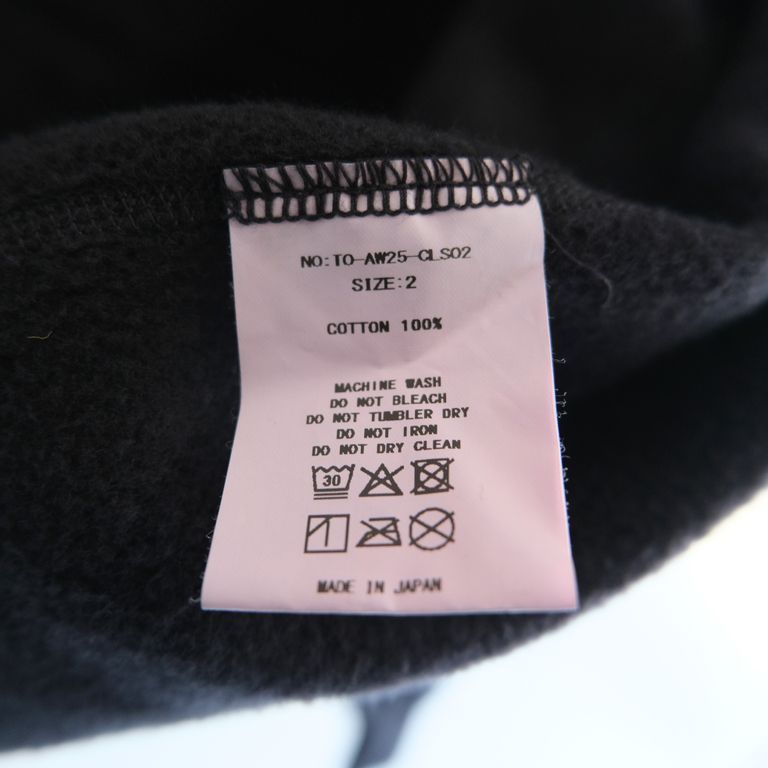 NO:TO-AW25-CLS02
SIZE:2
COTTON 100%
MACHINE WASH
DO NOT BLEACH
DO NOT TUMBLER DRY
DO NOT IRON
DO NOT DRY CLEAN
30
MADE IN JAPAN